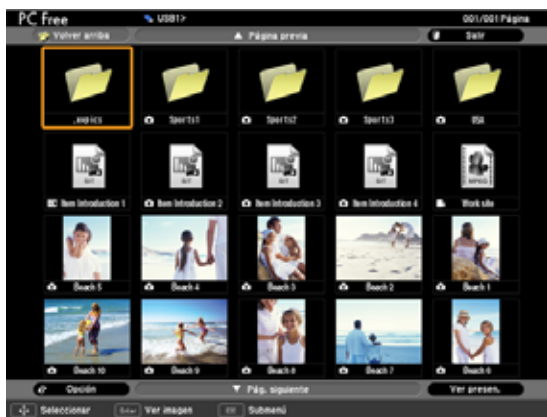 PC Free USB1> 001/001 Página
Volver arriba ▲ Página previa Salir
Sports1 Sports2 Sports3 USA
Item Introduction 1 Item Introduction 2 Item Introduction 3 Item Introduction 4 Work site
Beach 5 Beach 4 Beach 3 Beach 2 Beach 1
Beach 10 Beach 9 Beach 8 Beach 7 Beach 6
Opción ▼ Pág. siguiente Ver presen.
Seleccionar Enter Ver imagen ESC Submenú